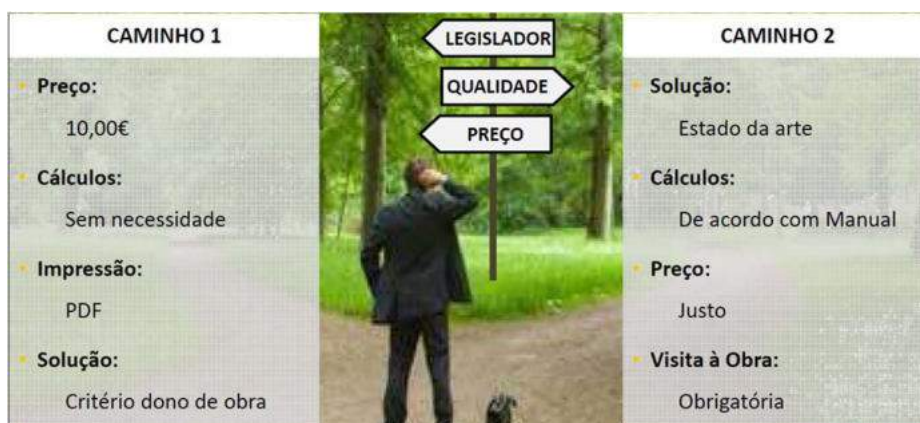 CAMINHO 1
Preço:
10,00€
Cálculos:
Sem necessidade
Impressão:
PDF
Solução:
Critério dono de obra
LEGISLADOR
QUALIDADE
PREÇO
CAMINHO 2
Solução:
Estado da arte
Cálculos:
De acordo com Manual
Preço:
Justo
Visita à Obra:
Obrigatória